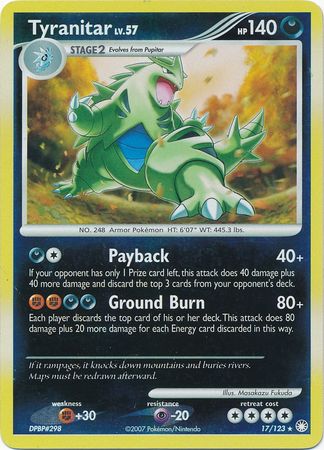 Tyranitar LV.57 HP 140
STAGE2 Evolves from Pupitar
NO. 248 Armor Pokémon HT: 6'07" WT: 445.3 lbs.
Payback 40+
If your opponent has only 1 Prize card left, this attack does 40 damage plus
40 more damage and discard the top 3 cards from your opponent's deck.
Ground Burn 80+
Each player discards the top card of his or her deck. This attack does 80
damage plus 20 more damage for each Energy card discarded in this way.
If it rampages, it knocks down mountains and buries rivers.
Maps must be redrawn afterward.
Illus. Masakazu Fukuda
weakness resistance retreat cost
+30 -20
DPBP#298 ©2007 Pokémon/Nintendo 17/123